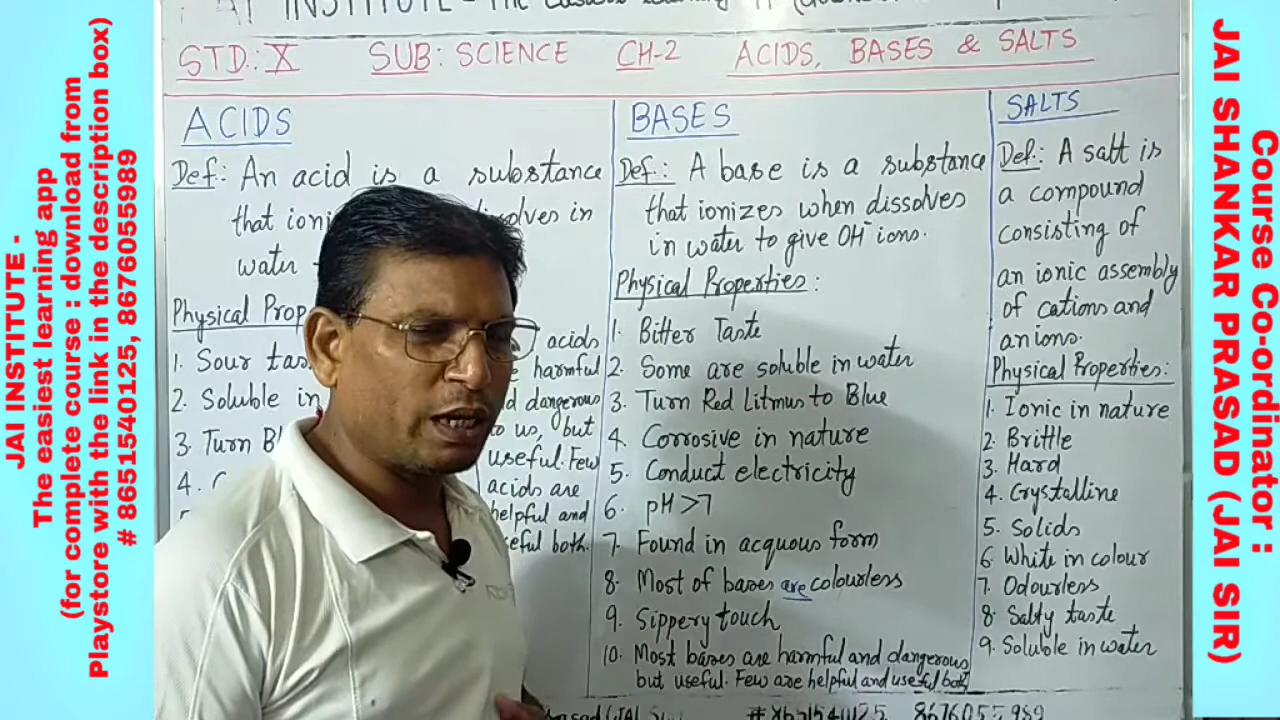 JAI INSTITUTE -
The easiest learning app
(for complete course : download from
Playstore with the link in the description box)
# 8651540125, 8676055989
INSTITUTE - The easiest learning
STD.: X SUB: SCIENCE CH-2 ACIDS, BASES & SALTS
ACIDS
Def: An acid is a substance
that ioni dissolves in
water
Physical Prop
1. Sour tas
2. Soluble in
3. Turn Bl
4. C
acids
harmful
d dangerous
to us, but
useful. Few
acids are
helpful and
seful both.
BASES
Def.: A base is a substance
that ionizes when dissolves
in water to give OH⁻ ions.
Physical Properties :
1. Bitter Taste
2. Some are soluble in water
3. Turn Red Litmus to Blue
4. Corrosive in nature
5. Conduct electricity
6. pH >7
7. Found in acquous form
8. Most of bases are colourless
9. Sippery touch
10. Most bases are harmful and dangerous
but useful. Few are helpful and useful both
SALTS
Def.: A salt is
a compound
consisting of
an ionic assembly
of cations and
anions.
Physical Properties:
1. Ionic in nature
2. Brittle
3. Hard
4. Crystalline
5. Solids
6. White in colour
7. Odourless
8. Salty taste
9. Soluble in water
8676055989
Course Co-ordinator :
JAI SHANKAR PRASAD (JAI SIR)